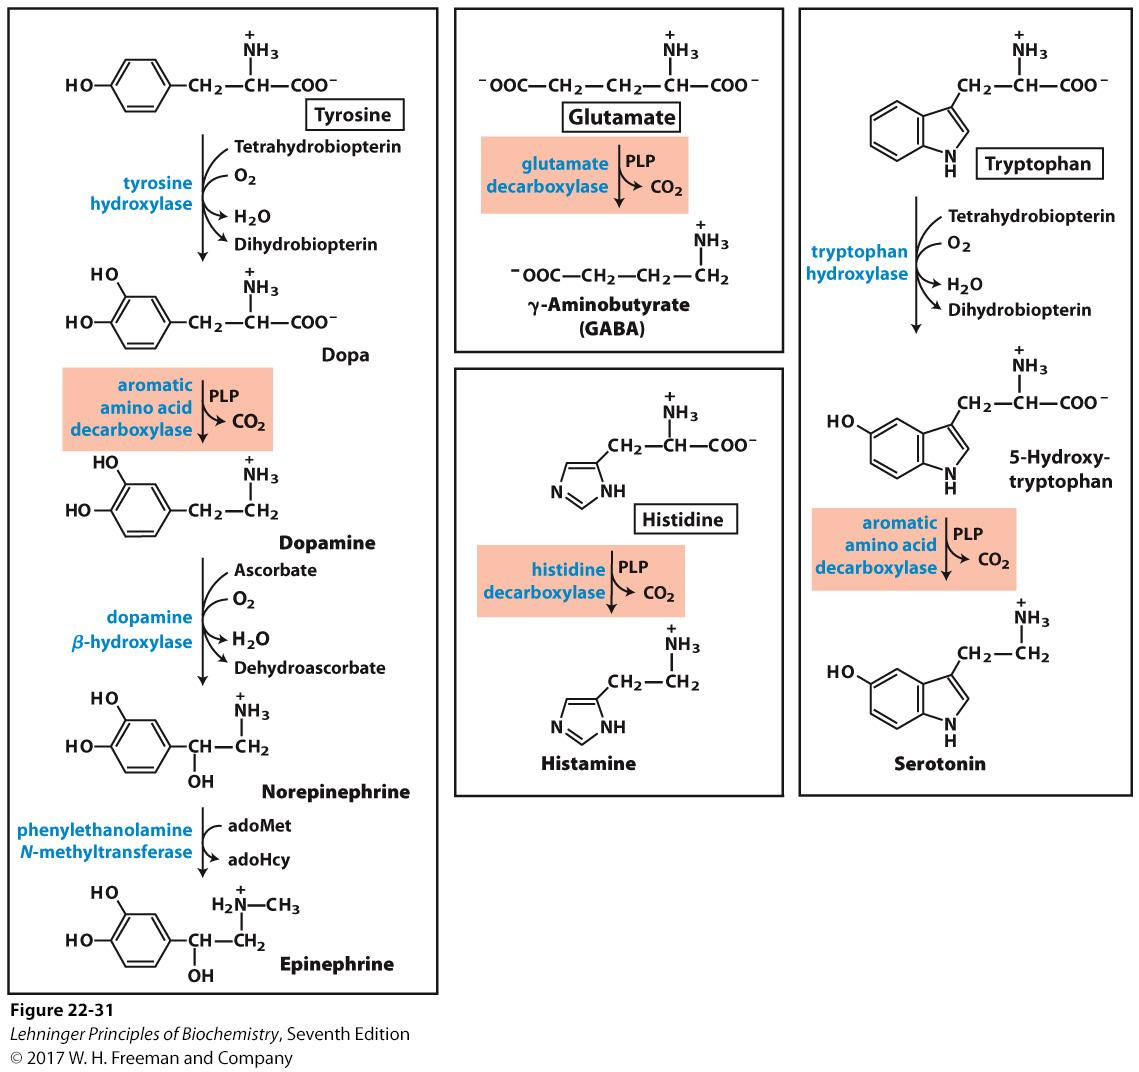 +
NH3
HO
CH2—CH—COO−
Tyrosine
Tetrahydrobiopterin
O2
tyrosine
hydroxylase
H2O
Dihydrobiopterin
HO
+
NH3
HO
CH2—CH—COO−
Dopa
aromatic
amino acid
decarboxylase
PLP
CO2
HO
+
NH3
HO
CH2—CH2
Dopamine
Ascorbate
O2
dopamine
β-hydroxylase
H2O
Dehydroascorbate
HO
+
NH3
HO
CH—CH2
OH
Norepinephrine
phenylethanolamine
N-methyltransferase
adoMet
adoHcy
HO
+
H2N—CH3
HO
CH—CH2
OH
Epinephrine
+
NH3
−OOC—CH2—CH2—CH—COO−
Glutamate
glutamate
decarboxylase
PLP
CO2
+
NH3
−OOC—CH2—CH2—CH2
γ-Aminobutyrate
(GABA)
+
NH3
CH2—CH—COO−
N
NH
Histidine
histidine
decarboxylase
PLP
CO2
+
NH3
CH2—CH2
N
NH
Histamine
+
NH3
CH2—CH—COO−
N
H
Tryptophan
Tetrahydrobiopterin
O2
tryptophan
hydroxylase
H2O
Dihydrobiopterin
+
NH3
CH2—CH—COO−
HO
N
H
5-Hydroxy-
tryptophan
aromatic
amino acid
decarboxylase
PLP
CO2
+
NH3
CH2—CH2
HO
N
H
Serotonin
Figure 22-31
Lehninger Principles of Biochemistry, Seventh Edition
© 2017 W. H. Freeman and Company